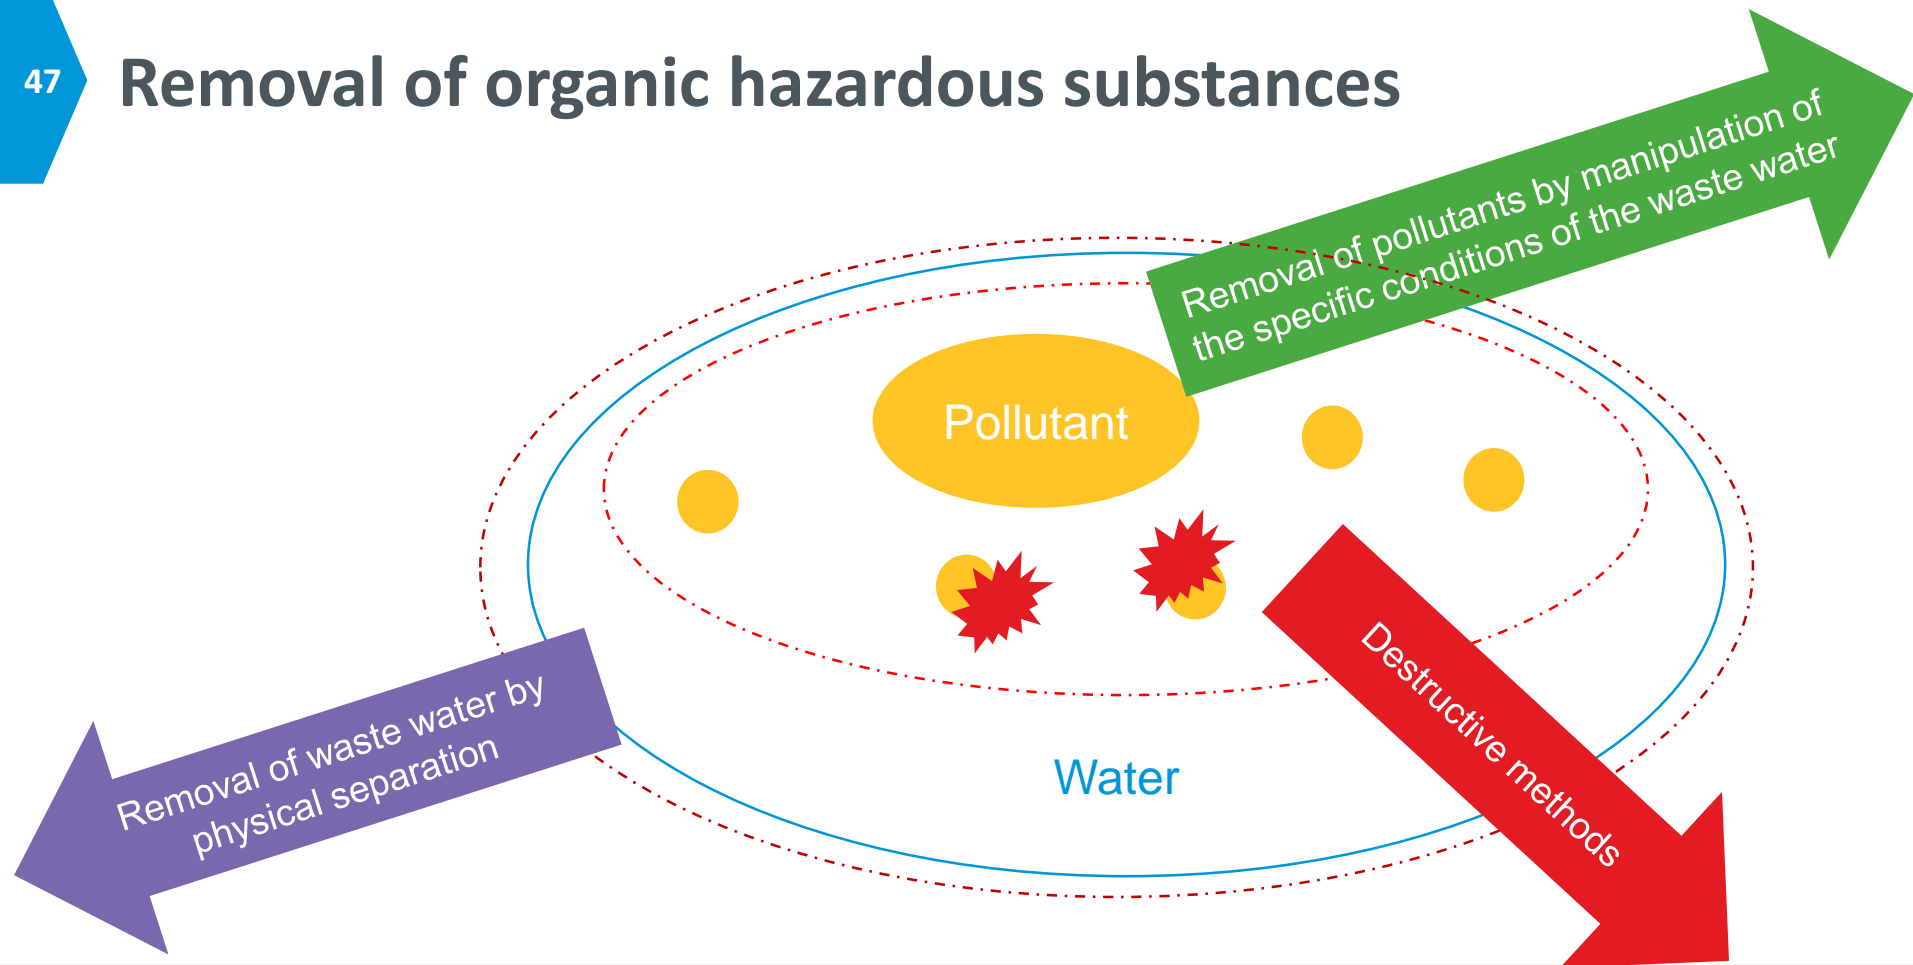 47
Removal of organic hazardous substances
Removal of pollutants by manipulation of
the specific conditions of the waste water
Pollutant
Destructive methods
Removal of waste water by
physical separation
Water